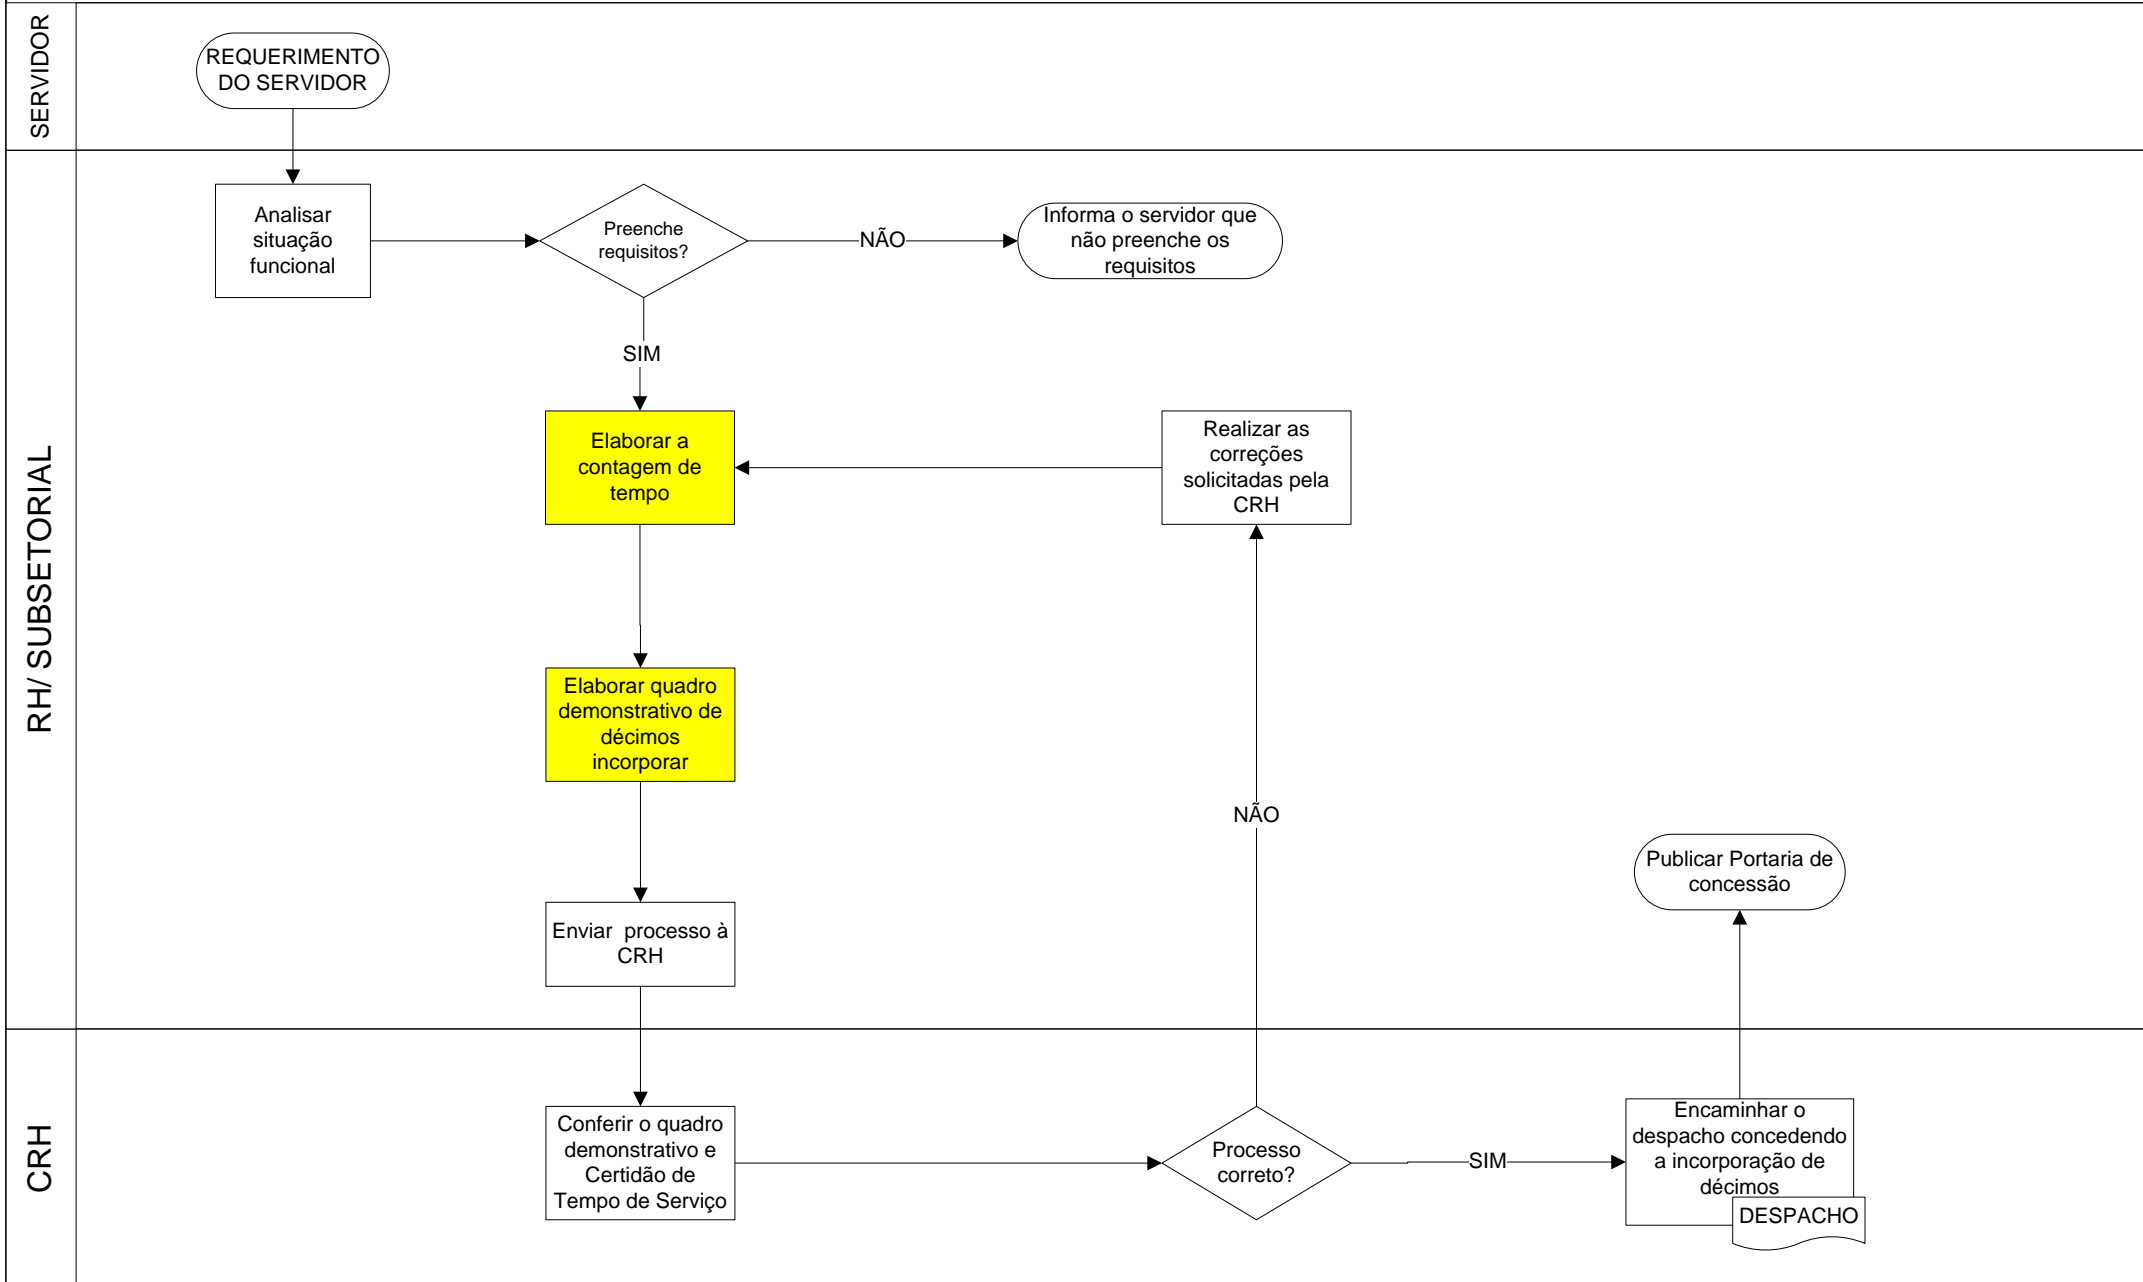 SERVIDOR
REQUERIMENTO
DO SERVIDOR
RH/ SUBSETORIAL
Analisar
situação
funcional
Preenche
requisitos?
NÃO
Informa o servidor que
não preenche os
requisitos
SIM
Elaborar a
contagem de
tempo
Realizar as
correções
solicitadas pela
CRH
Elaborar quadro
demonstrativo de
décimos
incorporar
NÃO
Publicar Portaria de
concessão
Enviar  processo à
CRH
CRH
Conferir o quadro
demonstrativo e
Certidão de
Tempo de Serviço
Processo
correto?
SIM
Encaminhar o
despacho concedendo
a incorporação de
décimos
DESPACHO